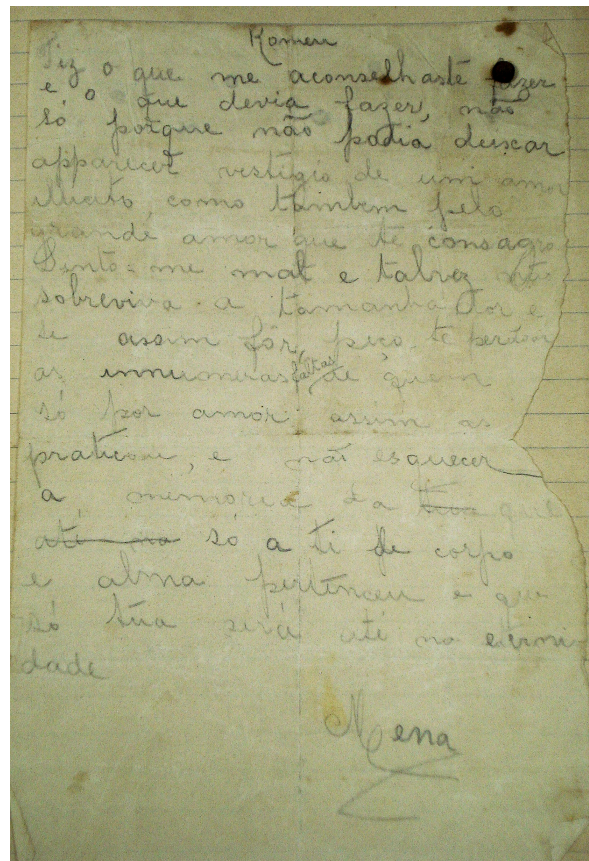 Romeu
Fiz o que me aconselhaste fazer
e o que devia fazer, não
só porque não podia deixar
apparecer vestigio de um amor
illicito como tambem pelo
grande amor que te consagro.
Sinto-me mal e talvez não
sobreviva a tamanha dor e
se assim fôr, peço-te perdoar
as innumeras faltas de quem
só por amor assim as
praticou, e não esquecer
a memoria da tua que
até na só a ti de corpo
e alma pertenceu e que
só tua será até na eterni-
dade
Nena